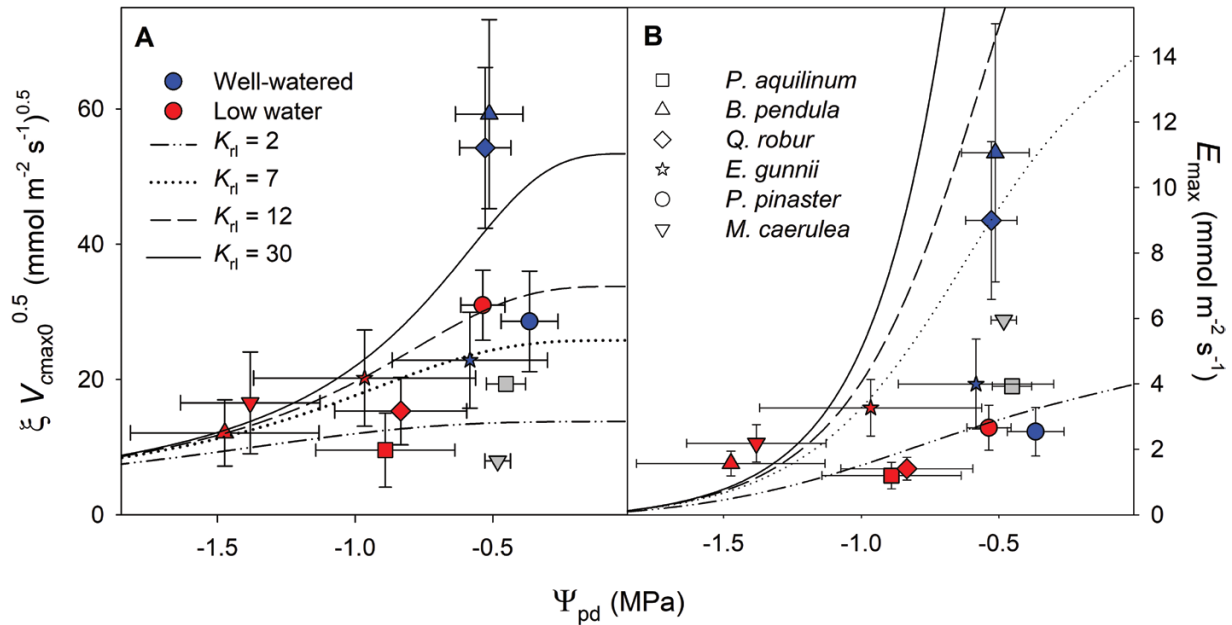 A
Well-watered
Low water
K_rl = 2
K_rl = 7
K_rl = 12
K_rl = 30
60
40
20
0
-1.5
-1.0
-0.5
ξ V_cmax0^0.5 (mmol m^-2 s^-1)^0.5
B
P. aquilinum
B. pendula
Q. robur
E. gunnii
P. pinaster
M. caerulea
14
12
10
8
6
4
2
0
-1.5
-1.0
-0.5
E_max (mmol m^-2 s^-1)
Ψ_pd (MPa)